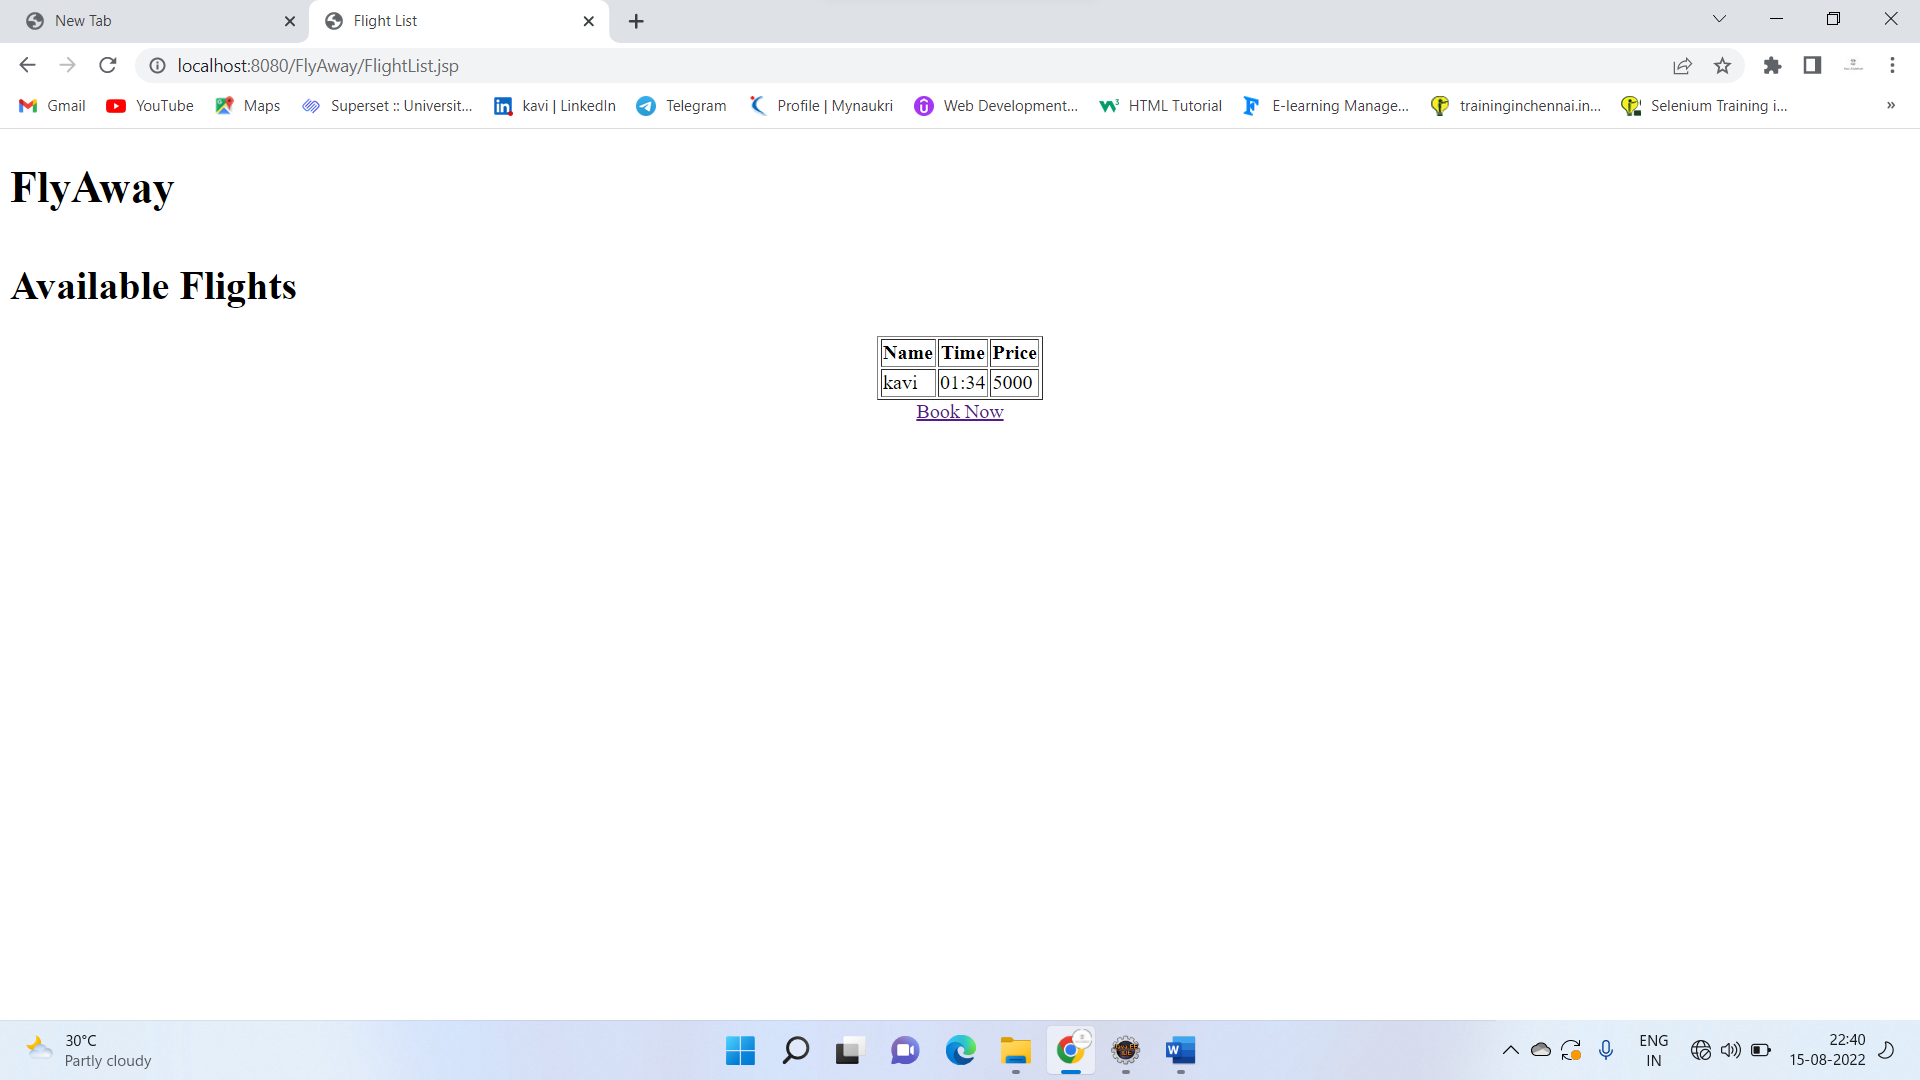 New Tab
Flight List
localhost:8080/FlyAway/FlightList.jsp
Gmail YouTube Maps Superset :: Universit... kavi | LinkedIn Telegram Profile | Mynaukri Web Development... HTML Tutorial E-learning Manage... traininginchennai.in... Selenium Training i... »
FlyAway
Available Flights
Name Time Price
kavi 01:34 5000
Book Now
30°C
Partly cloudy
ENG
IN
22:40
15-08-2022